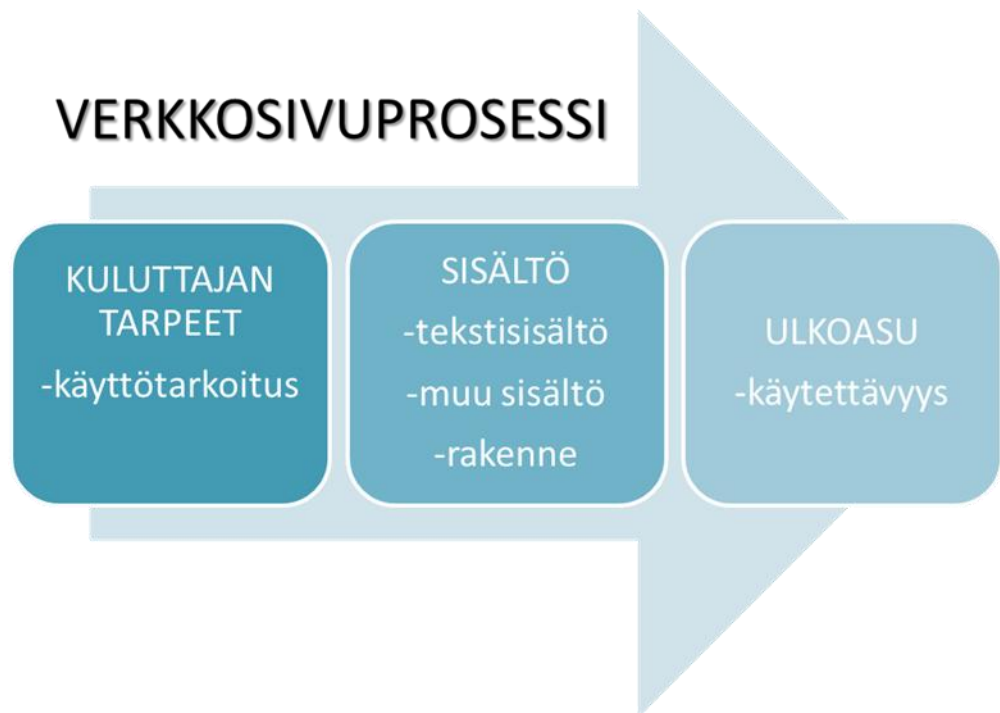 VERKKOSIVUPROSESSI
KULUTTAJAN
TARPEET
-käyttötarkoitus
SISÄLTÖ
-tekstisisältö
-muu sisältö
-rakenne
ULKOASU
-käytettävyys